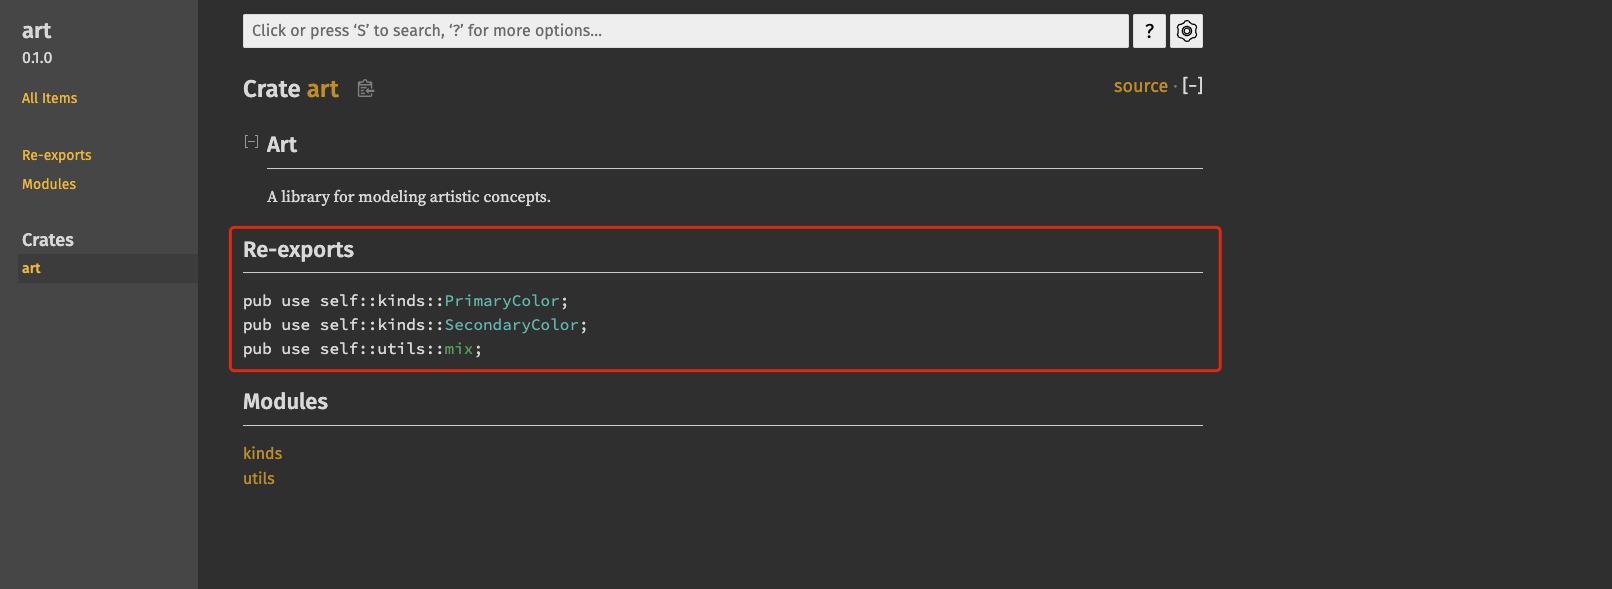 art
0.1.0
All Items
Re-exports
Modules
Crates
art
Click or press ‘S’ to search, ‘?’ for more options…
?
Crate art
source · [−]
[−] Art
A library for modeling artistic concepts.
Re-exports
pub use self::kinds::PrimaryColor;
pub use self::kinds::SecondaryColor;
pub use self::utils::mix;
Modules
kinds
utils